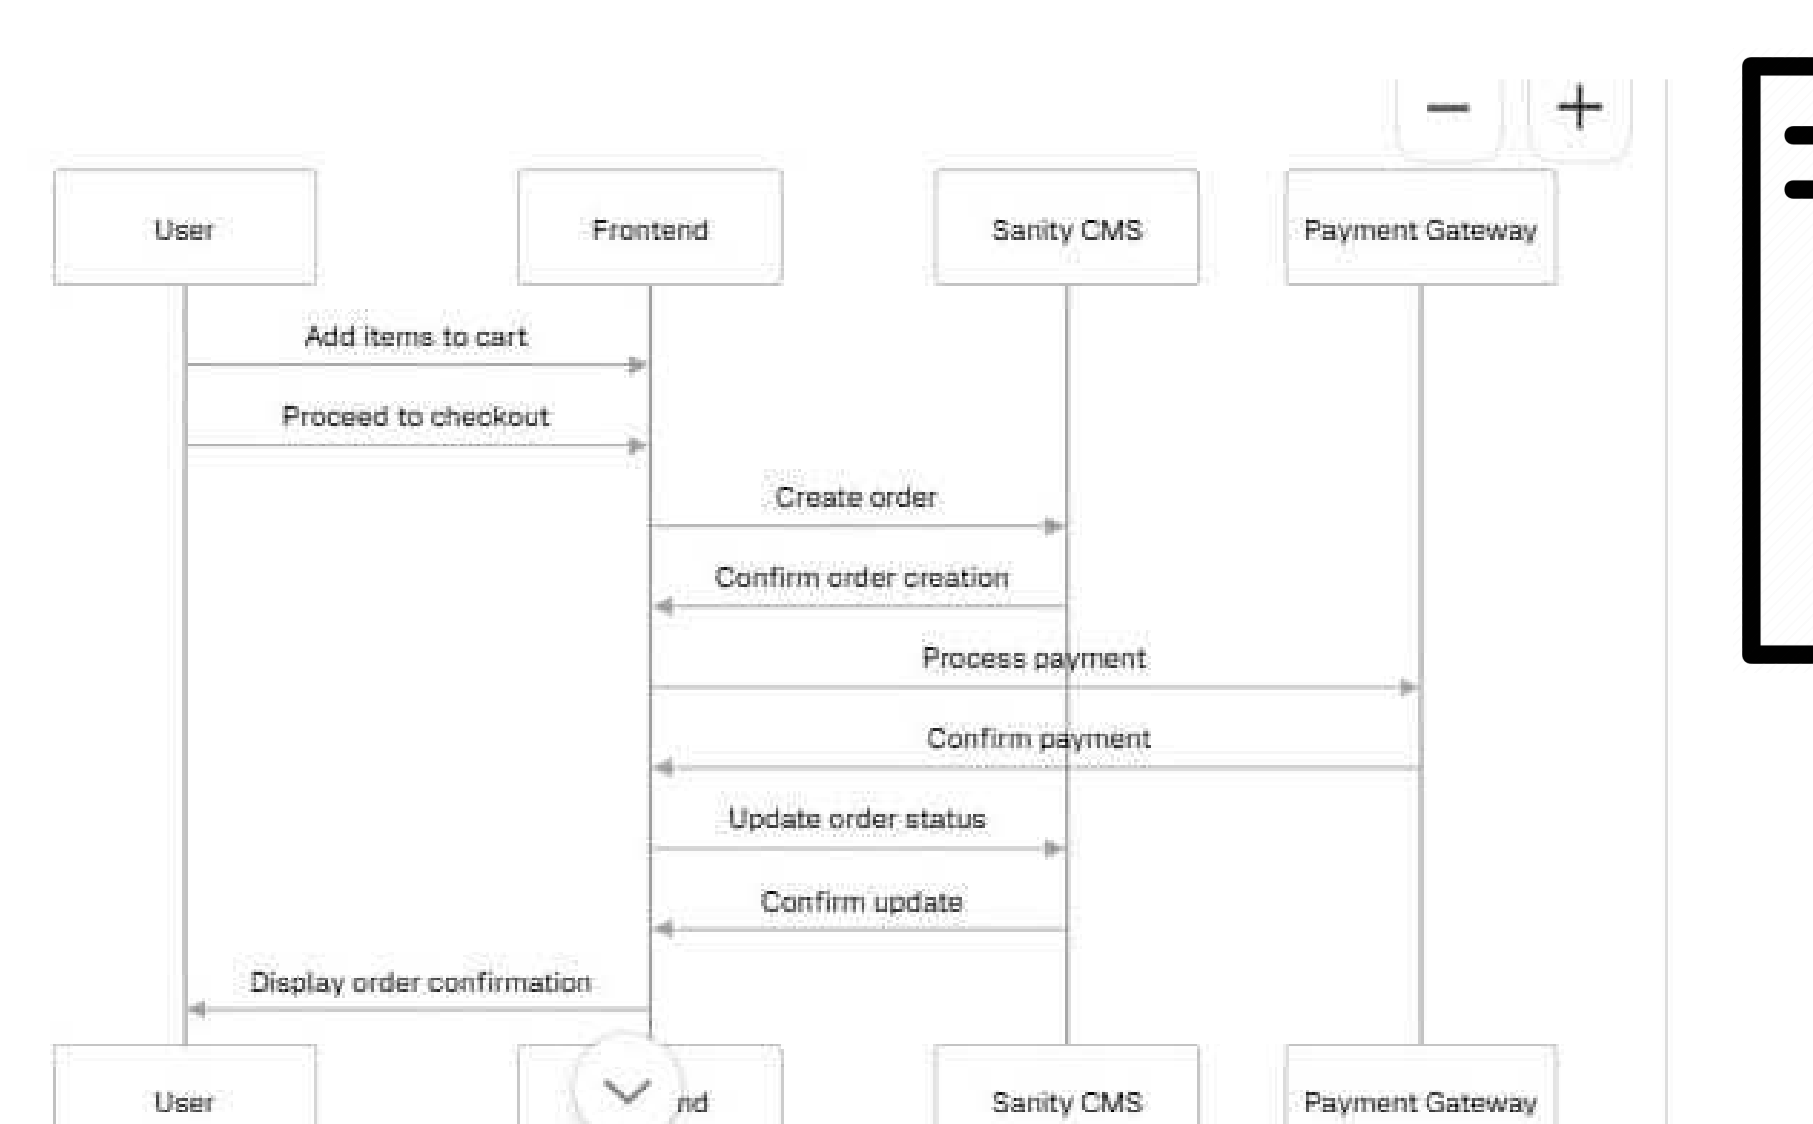 User Frontend Sanity CMS Payment Gateway
Add items to cart
Proceed to checkout
Create order
Confirm order creation
Process payment
Confirm payment
Update order status
Confirm update
Display order confirmation
User nd Sanity CMS Payment Gateway